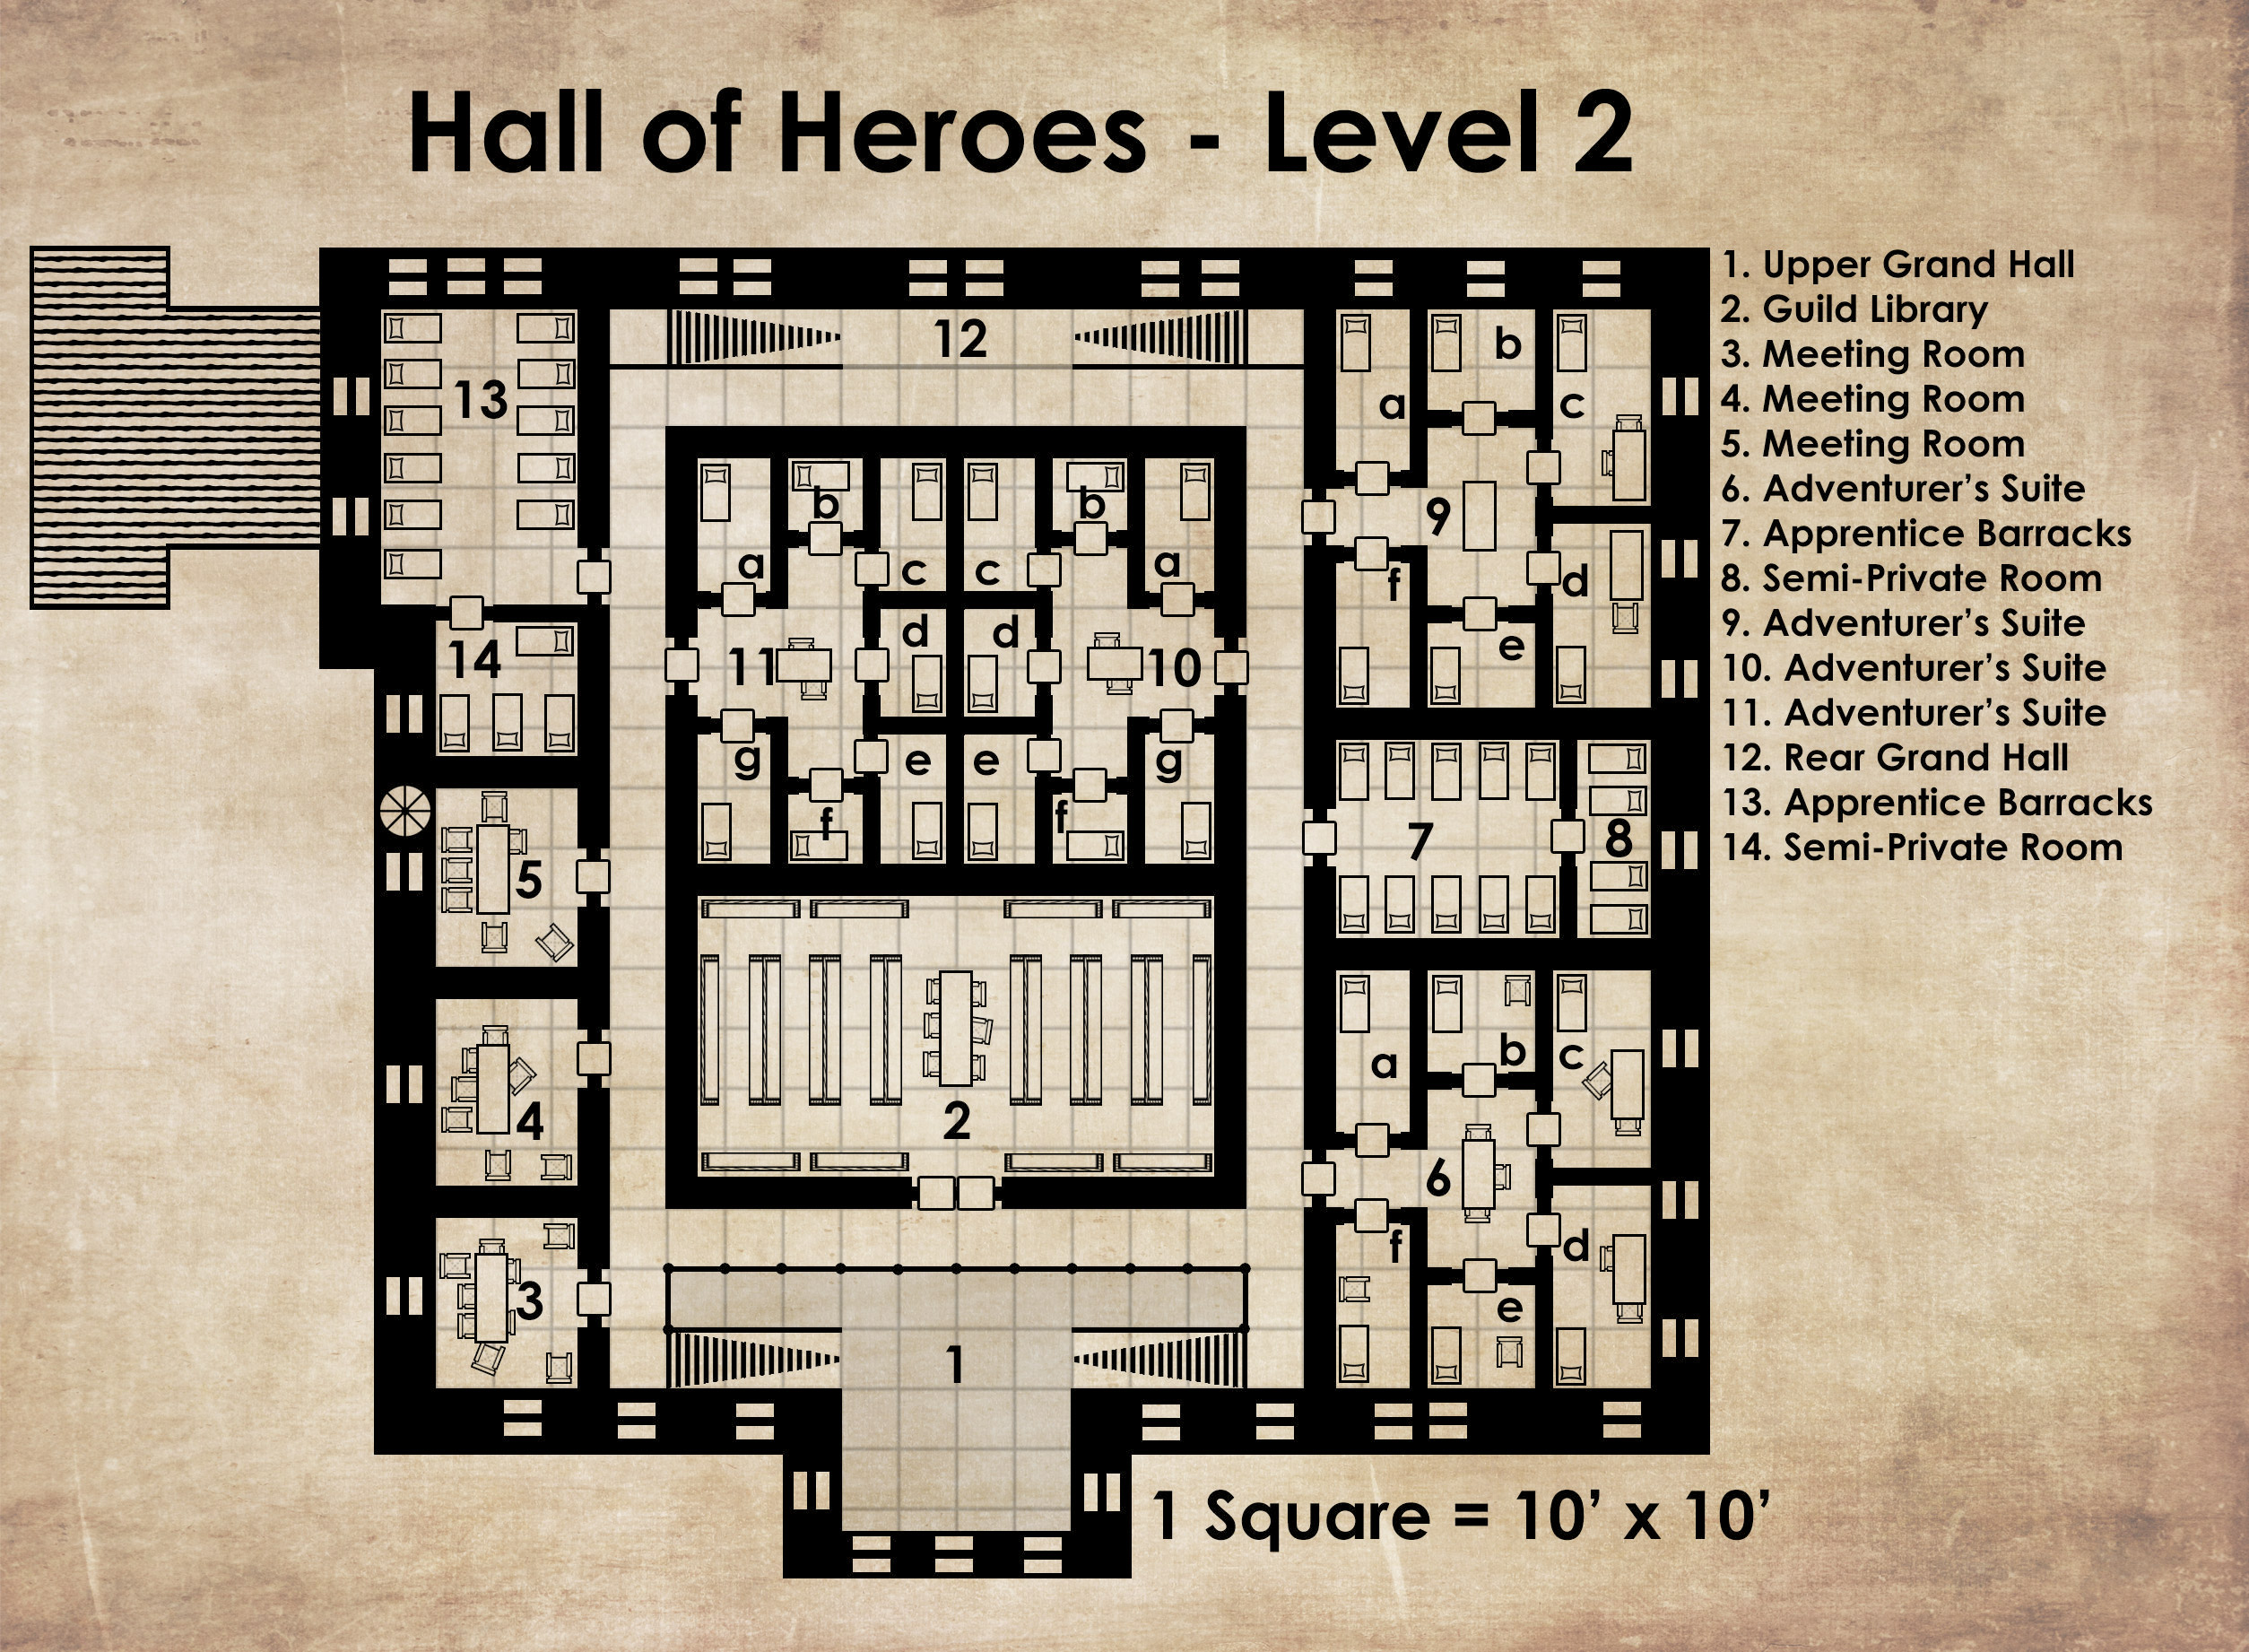 Hall of Heroes - Level 2
1. Upper Grand Hall
2. Guild Library
3. Meeting Room
4. Meeting Room
5. Meeting Room
6. Adventurer’s Suite
7. Apprentice Barracks
8. Semi-Private Room
9. Adventurer’s Suite
10. Adventurer’s Suite
11. Adventurer’s Suite
12. Rear Grand Hall
13. Apprentice Barracks
14. Semi-Private Room
12
13
a
b
c
9
d
e
f
a
b
c
d
11
e
f
g
a
b
c
d
10
e
f
g
14
5
7
8
4
2
3
a
b
c
6
d
e
f
1
1 Square = 10’ x 10’